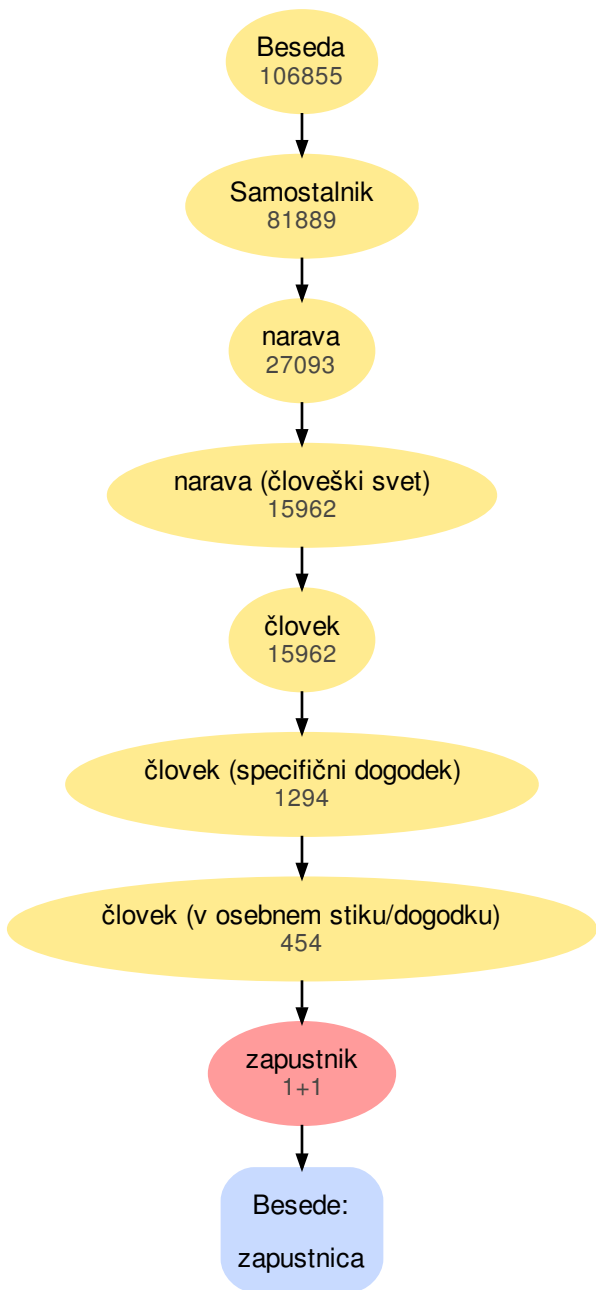 Beseda
106855
Samostalnik
81889
narava
27093
narava (človeški svet)
15962
človek
15962
človek (specifični dogodek)
1294
človek (v osebnem stiku/dogodku)
454
zapustnik
1+1
Besede:
zapustnica